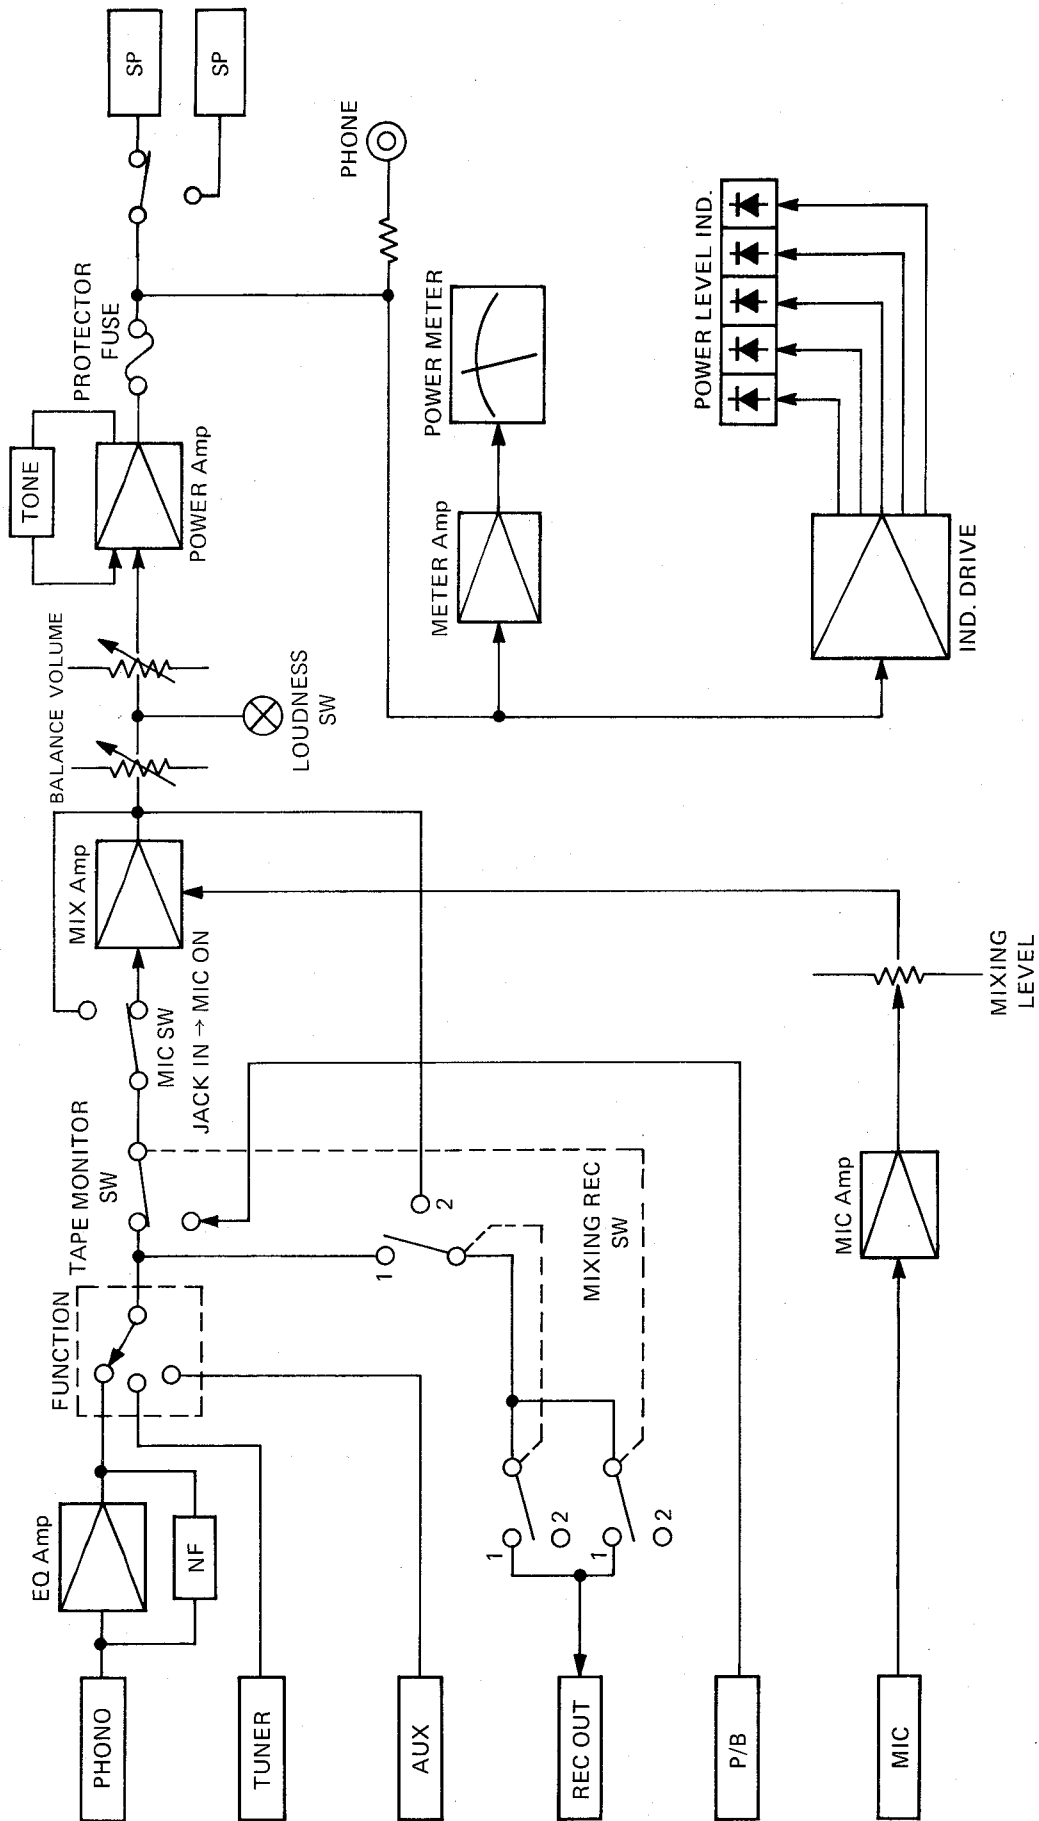 PHONO
TUNER
AUX
REC OUT
P/B
MIC
EQ Amp
NF
FUNCTION
TAPE MONITOR
SW
MIC SW
JACK IN → MIC ON
MIX Amp
BALANCE VOLUME
LOUDNESS
SW
TONE
POWER Amp
PROTECTOR
FUSE
SP
SP
PHONE
POWER METER
METER Amp
POWER LEVEL IND.
IND. DRIVE
1
2
MIXING REC
SW
1
2
1
2
MIC Amp
MIXING
LEVEL